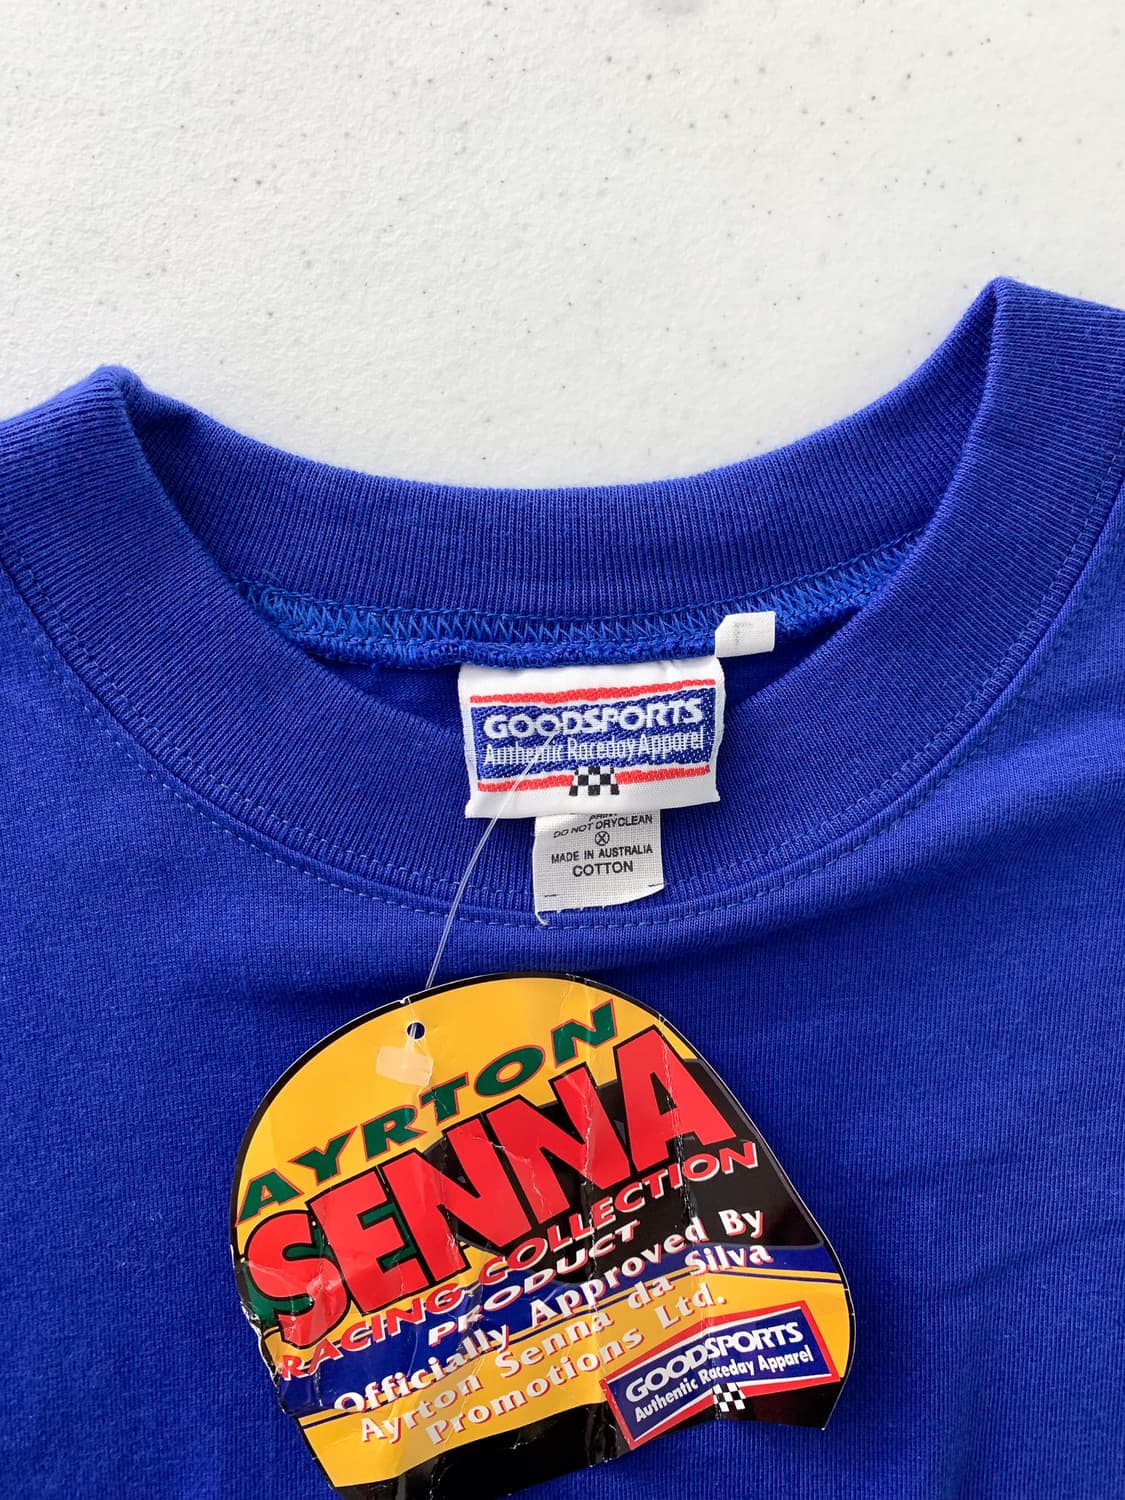 GOODSPORTS
Authentic Raceday Apparel
DO NOT DRYCLEAN
MADE IN AUSTRALIA
COTTON
AYRTON
SENNA
RACING COLLECTION
PRODUCT
Officially Approved By
Ayrton Senna da Silva
Promotions Ltd.
GOODSPORTS
Authentic Raceday Apparel